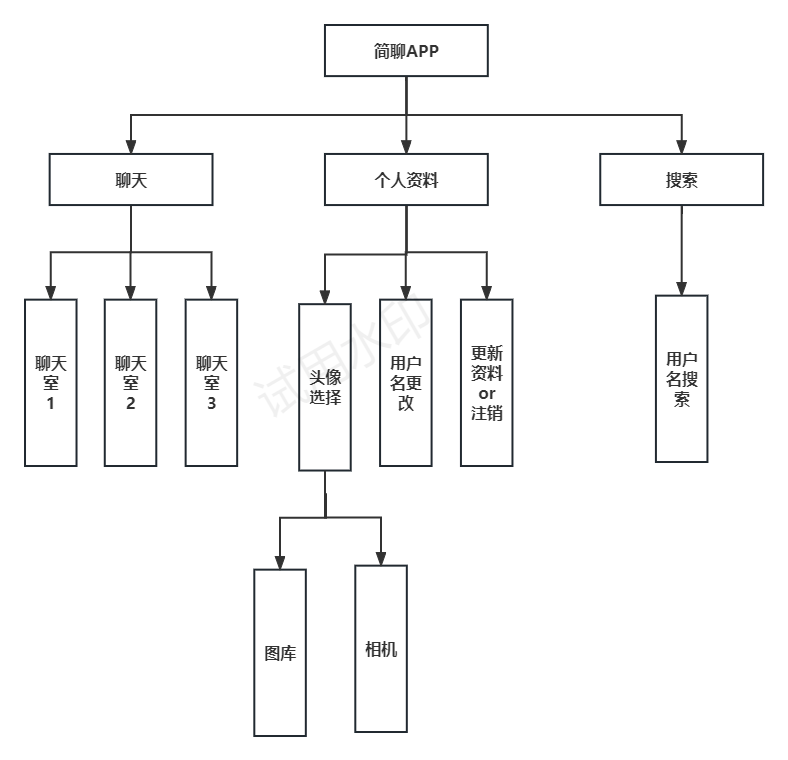 简聊APP
聊天
个人资料
搜索
聊天
室
1
聊天
室
2
聊天
室
3
头像
选择
用户
名更
改
更新
资料
or
注销
用户
名搜
索
试用水印
图库
相机